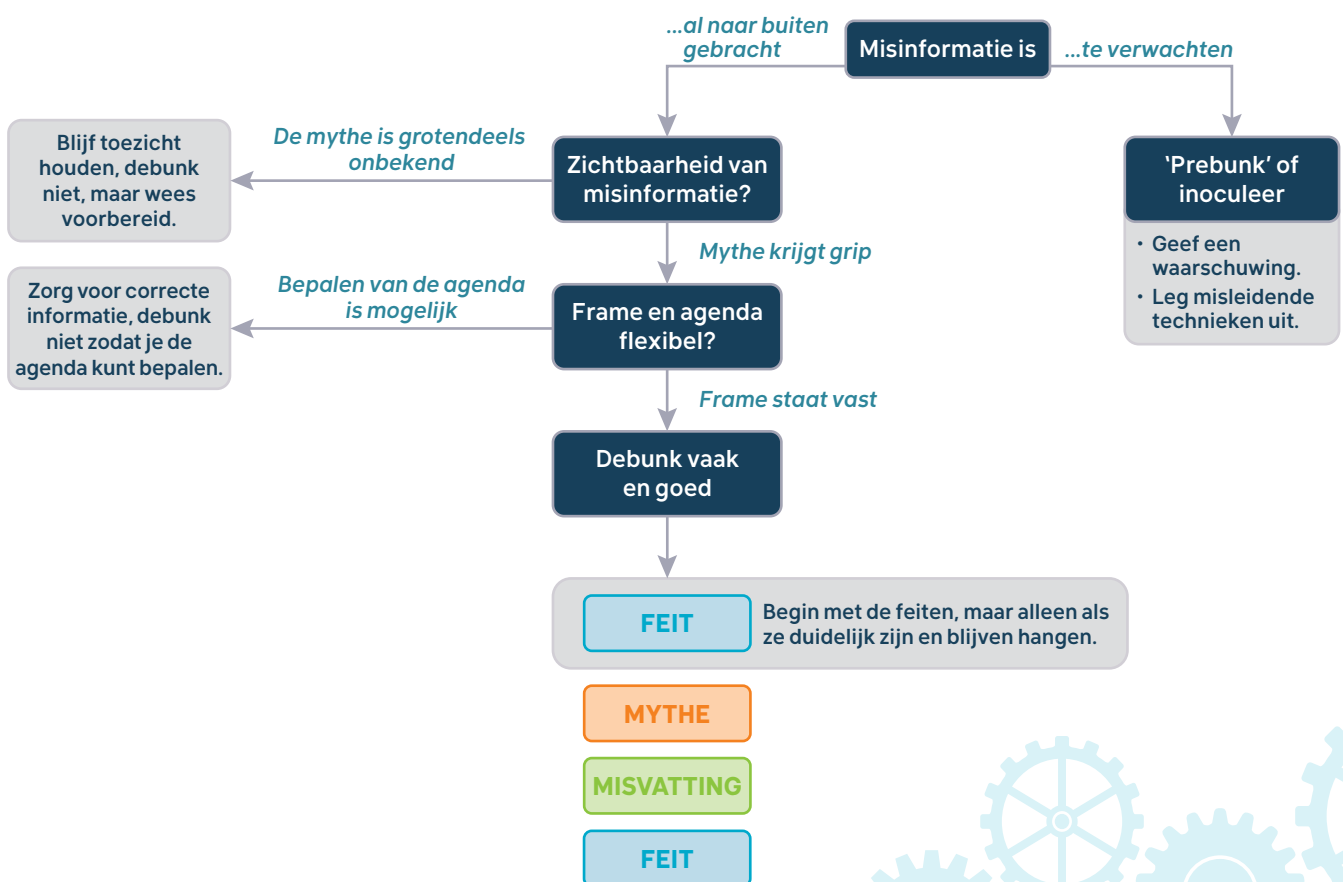 ...al naar buiten
gebracht
Misinformatie is
...te verwachten
Blijf toezicht
houden, debunk
niet, maar wees
voorbereid.
De mythe is grotendeels
onbekend
Zichtbaarheid van
misinformatie?
'Prebunk' of
inoculeer
• Geef een
waarschuwing.
• Leg misleidende
technieken uit.
Mythe krijgt grip
Zorg voor correcte
informatie, debunk
niet zodat je de
agenda kunt bepalen.
Bepalen van de agenda
is mogelijk
Frame en agenda
flexibel?
Frame staat vast
Debunk vaak
en goed
FEIT
Begin met de feiten, maar alleen als
ze duidelijk zijn en blijven hangen.
MYTHE
MISVATTING
FEIT